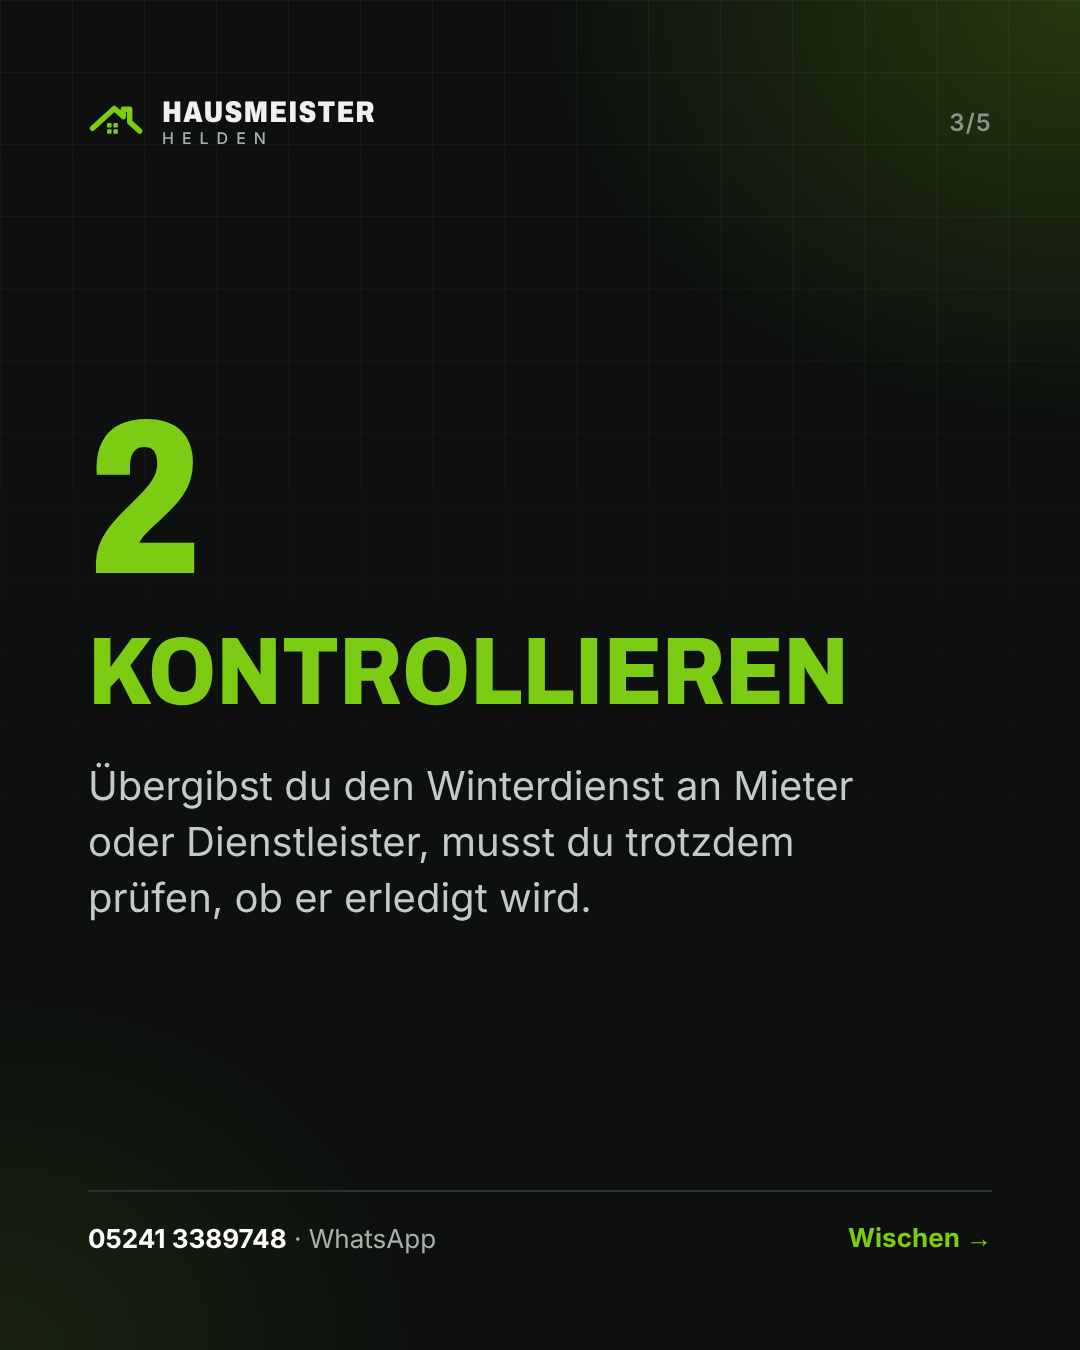 HAUSMEISTER
HELDEN
3/5
2
KONTROLLIEREN
Übergibst du den Winterdienst an Mieter
oder Dienstleister, musst du trotzdem
prüfen, ob er erledigt wird.
05241 3389748 · WhatsApp
Wischen →